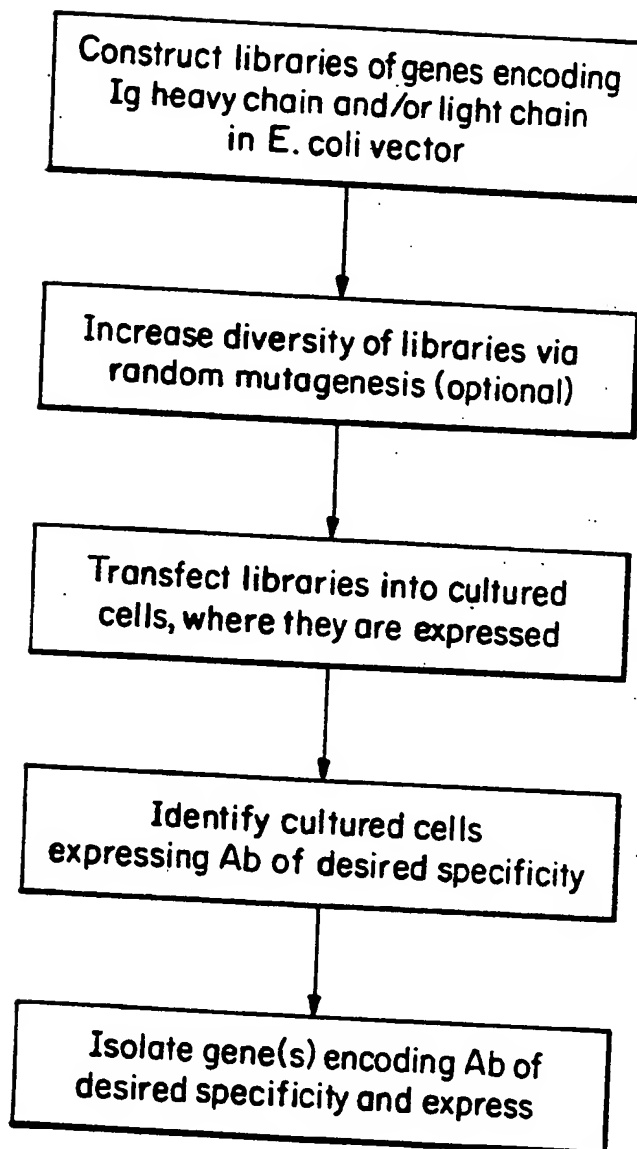 Construct libraries of genes encoding
Ig heavy chain and/or light chain
in E. coli vector
Increase diversity of libraries via
random mutagenesis (optional)
Transfect libraries into cultured
cells, where they are expressed
Identify cultured cells
expressing Ab of desired specificity
Isolate gene(s) encoding Ab of
desired specificity and express